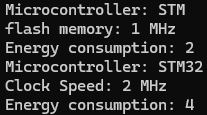 Microcontroller: STM
flash memory: 1 MHz
Energy consumption: 2
Microcontroller: STM32
Clock Speed: 2 MHz
Energy consumption: 4